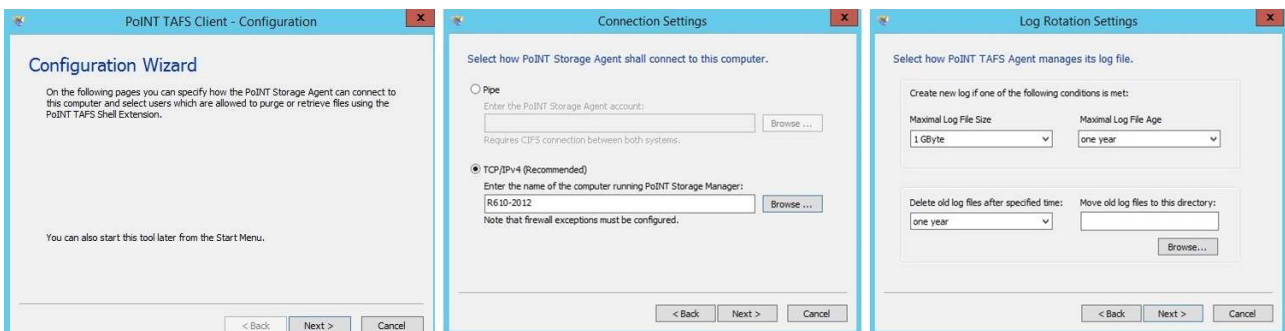 PoINT TAFS Client - Configuration
x
Configuration Wizard
On the following pages you can specify how the PoINT Storage Agent can connect to
this computer and select users which are allowed to purge or retrieve files using the
PoINT TAFS Shell Extension.
You can also start this tool later from the Start Menu.
< Back Next > Cancel
Connection Settings
x
Select how PoINT Storage Agent shall connect to this computer.
Pipe
Enter the PoINT Storage Agent account:
Browse ...
Requires CIFS connection between both systems.
TCP/IPv4 (Recommended)
Enter the name of the computer running PoINT Storage Manager:
R610-2012
Browse ...
Note that firewall exceptions must be configured.
< Back Next > Cancel
Log Rotation Settings
x
Select how PoINT TAFS Agent manages its log file.
Create new log if one of the following conditions is met:
Maximal Log File Size Maximal Log File Age
1 GByte one year
Delete old log files after specified time: Move old log files to this directory:
one year
Browse...
< Back Next > Cancel